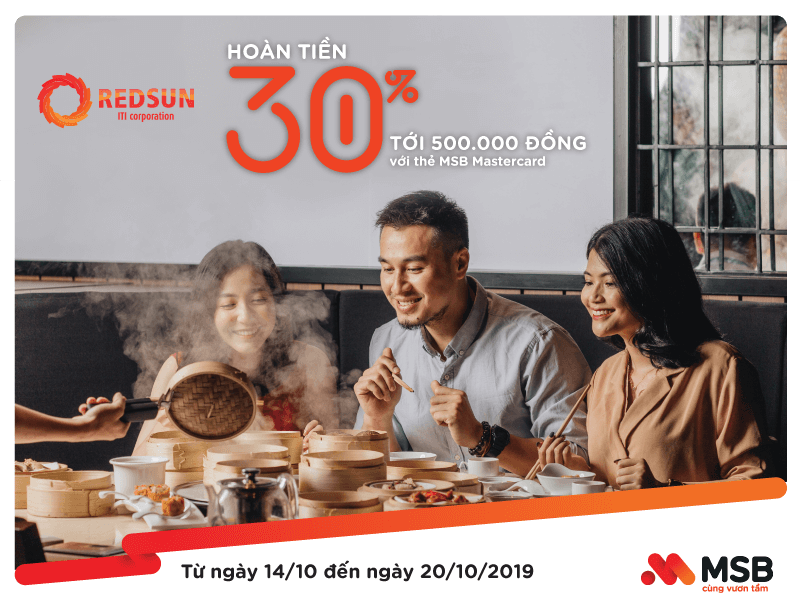 HOÀN TIỀN
30%
REDSUN
ITI corporation
TỚI 500.000 ĐỒNG
với thẻ MSB Mastercard
Từ ngày 14/10 đến ngày 20/10/2019
MSB
cùng vươn tầm